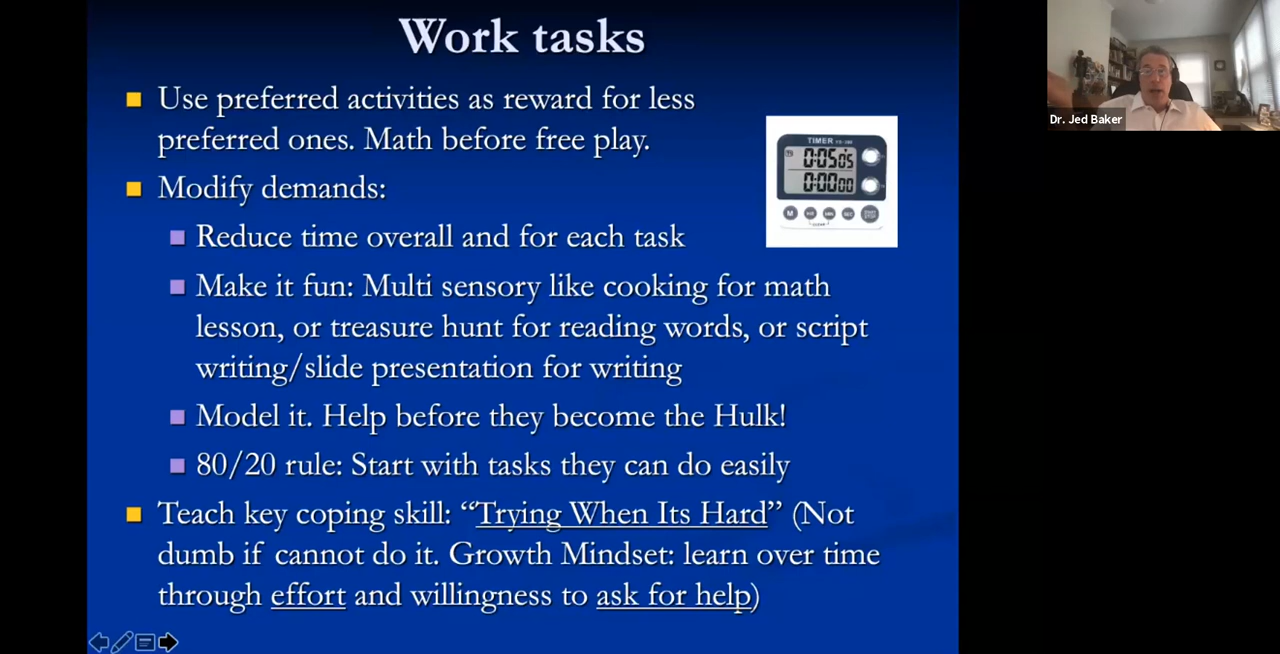 Work tasks
Use preferred activities as reward for less
preferred ones. Math before free play.
Modify demands:
Reduce time overall and for each task
Make it fun: Multi sensory like cooking for math
lesson, or treasure hunt for reading words, or script
writing/slide presentation for writing
Model it. Help before they become the Hulk!
80/20 rule: Start with tasks they can do easily
Teach key coping skill: “Trying When Its Hard” (Not
dumb if cannot do it. Growth Mindset: learn over time
through effort and willingness to ask for help)
TIMER
0:05 05
0:00 00
M
Dr. Jed Baker